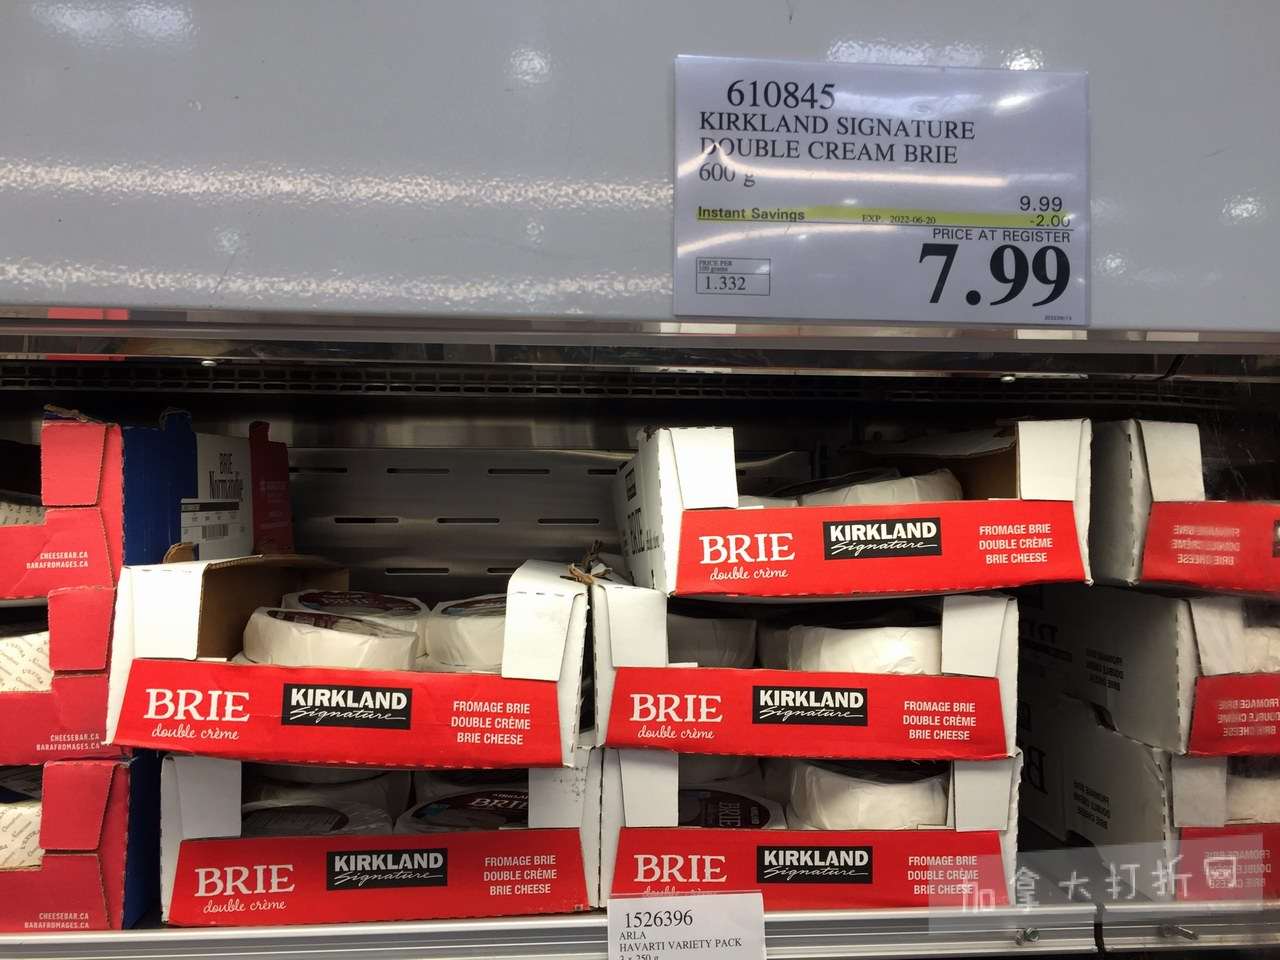 610845
KIRKLAND SIGNATURE
DOUBLE CREAM BRIE
600 g
9.99
Instant Savings EXP. 2022-06-20 -2.00
PRICE AT REGISTER
7.99
PRICE PER
100 grams
1.332
BRIE
Normandie
CHEESEBAR.CA
BARAFROMAGES.CA
BRIE
double crème
KIRKLAND
Signature
FROMAGE BRIE
DOUBLE CRÈME
BRIE CHEESE
BRIE
double crème
KIRKLAND
Signature
FROMAGE BRIE
DOUBLE CRÈME
BRIE CHEESE
BRIE
double crème
KIRKLAND
Signature
FROMAGE BRIE
DOUBLE CRÈME
BRIE CHEESE
CHEESEBAR.CA
BARAFROMAGES.CA
BRIE
BRIE
double crème
KIRKLAND
Signature
FROMAGE BRIE
DOUBLE CRÈME
BRIE CHEESE
BRIE
BRIE
double crème
KIRKLAND
Signature
FROMAGE BRIE
DOUBLE CRÈME
BRIE CHEESE
CHEESEBAR.CA
BARAFROMAGES.CA
1526396
ARLA
HAVARTI VARIETY PACK
3 x 250 g
加拿大打折